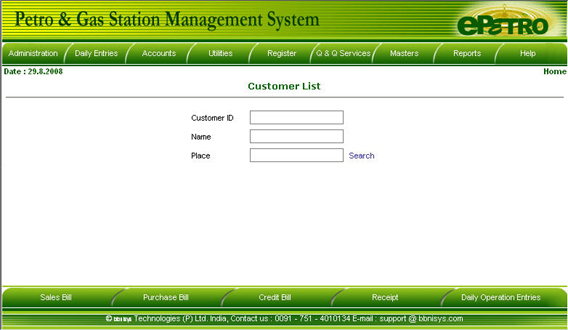 Petro & Gas Station Management System
ePETRO
Administration Daily Entries Accounts Utilities Register Q & Q Services Masters Reports Help
Date : 29.8.2008 Home
Customer List
Customer ID
Name
Place Search
Sales Bill Purchase Bill Credit Bill Receipt Daily Operation Entries
© bbnisys Technologies (P) Ltd. India, Contact us : 0091 - 751 - 4010134 E-mail : support @ bbnisys.com